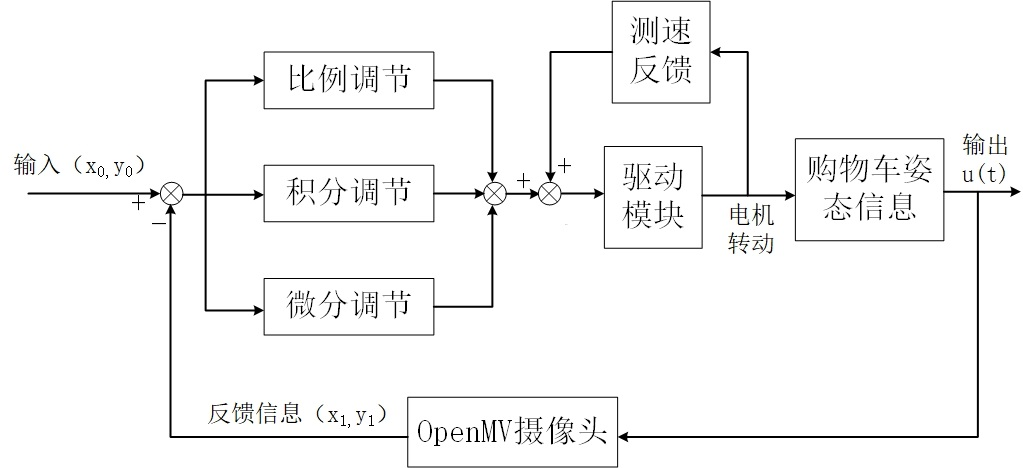 测速
反馈
比例调节
输入（x₀,y₀）
+
−
积分调节
+
+
驱动
模块
电机
转动
购物车姿
态信息
输出
u(t)
微分调节
反馈信息（x₁,y₁）
OpenMV摄像头